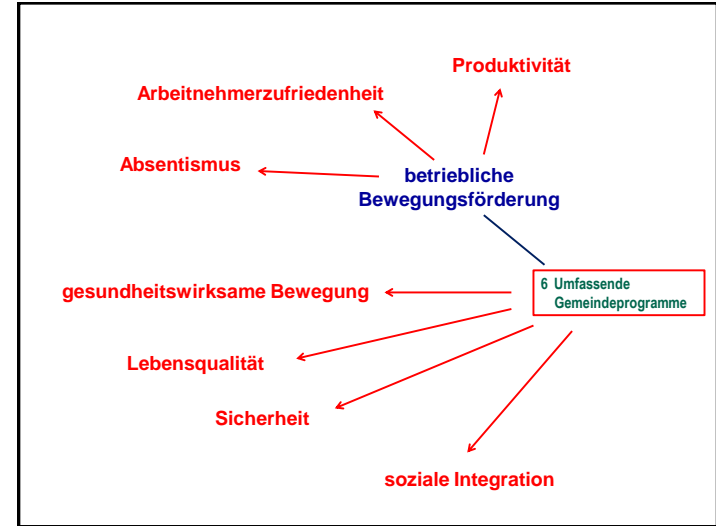 Produktivität
Arbeitnehmerzufriedenheit
Absentismus
betriebliche
Bewegungsförderung
6 Umfassende
Gemeindeprogramme
gesundheitswirksame Bewegung
Lebensqualität
Sicherheit
soziale Integration